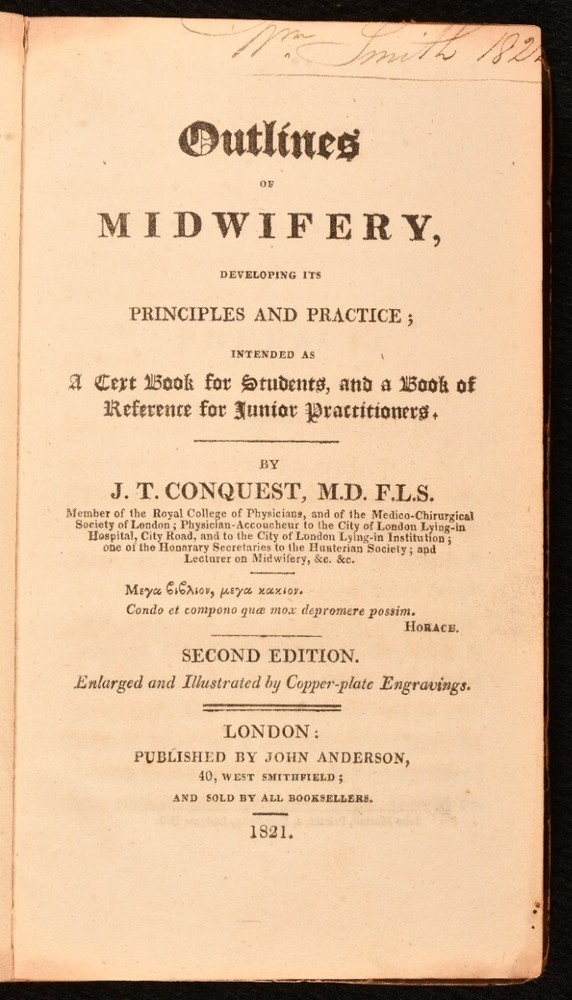 Wm Smith 182
Outlines
OF
MIDWIFERY,
DEVELOPING ITS
PRINCIPLES AND PRACTICE;
INTENDED AS
A Text Book for Students, and a Book of
Reference for Junior Practitioners.
BY
J. T. CONQUEST, M.D. F.L.S.
Member of the Royal College of Physicians, and of the Medico-Chirurgical
Society of London; Physician-Accoucheur to the City of London Lying-in
Hospital, City Road, and to the City of London Lying-in Institution;
one of the Honarary Secretaries to the Hunterian Society; and
Lecturer on Midwifery, &c. &c.
Μεγα ϐιϐλιον, μεγα κακιον.
Condo et compono quæ mox depromere possim.
HORACE.
SECOND EDITION.
Enlarged and Illustrated by Copper-plate Engravings.
LONDON:
PUBLISHED BY JOHN ANDERSON,
40, WEST SMITHFIELD;
AND SOLD BY ALL BOOKSELLERS.
1821.